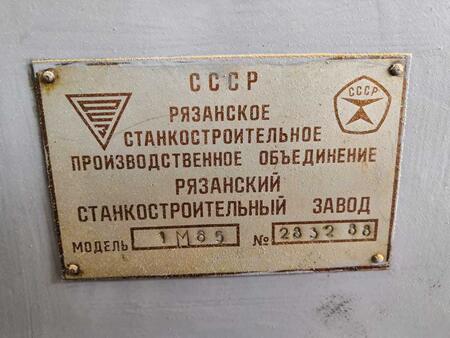 СССР
СССР
РЯЗАНСКОЕ
СТАНКОСТРОИТЕЛЬНОЕ
ПРОИЗВОДСТВЕННОЕ ОБЪЕДИНЕНИЕ
РЯЗАНСКИЙ
СТАНКОСТРОИТЕЛЬНЫЙ ЗАВОД
МОДЕЛЬ 1М65 № 283288